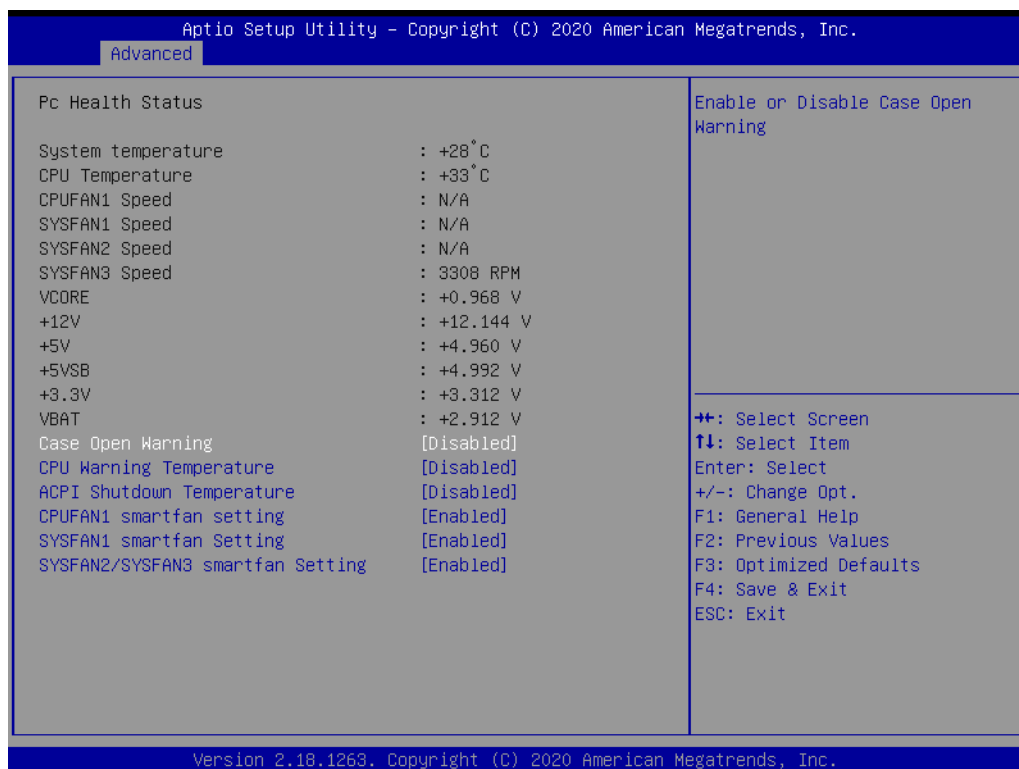 Aptio Setup Utility – Copyright (C) 2020 American Megatrends, Inc.
Advanced
Pc Health Status
System temperature : +28°C
CPU Temperature : +33°C
CPUFAN1 Speed : N/A
SYSFAN1 Speed : N/A
SYSFAN2 Speed : N/A
SYSFAN3 Speed : 3308 RPM
VCORE : +0.968 V
+12V : +12.144 V
+5V : +4.960 V
+5VSB : +4.992 V
+3.3V : +3.312 V
VBAT : +2.912 V
Case Open Warning [Disabled]
CPU Warning Temperature [Disabled]
ACPI Shutdown Temperature [Disabled]
CPUFAN1 smartfan setting [Enabled]
SYSFAN1 smartfan Setting [Enabled]
SYSFAN2/SYSFAN3 smartfan Setting [Enabled]
Enable or Disable Case Open
Warning
→←: Select Screen
↑↓: Select Item
Enter: Select
+/-: Change Opt.
F1: General Help
F2: Previous Values
F3: Optimized Defaults
F4: Save & Exit
ESC: Exit
Version 2.18.1263. Copyright (C) 2020 American Megatrends, Inc.